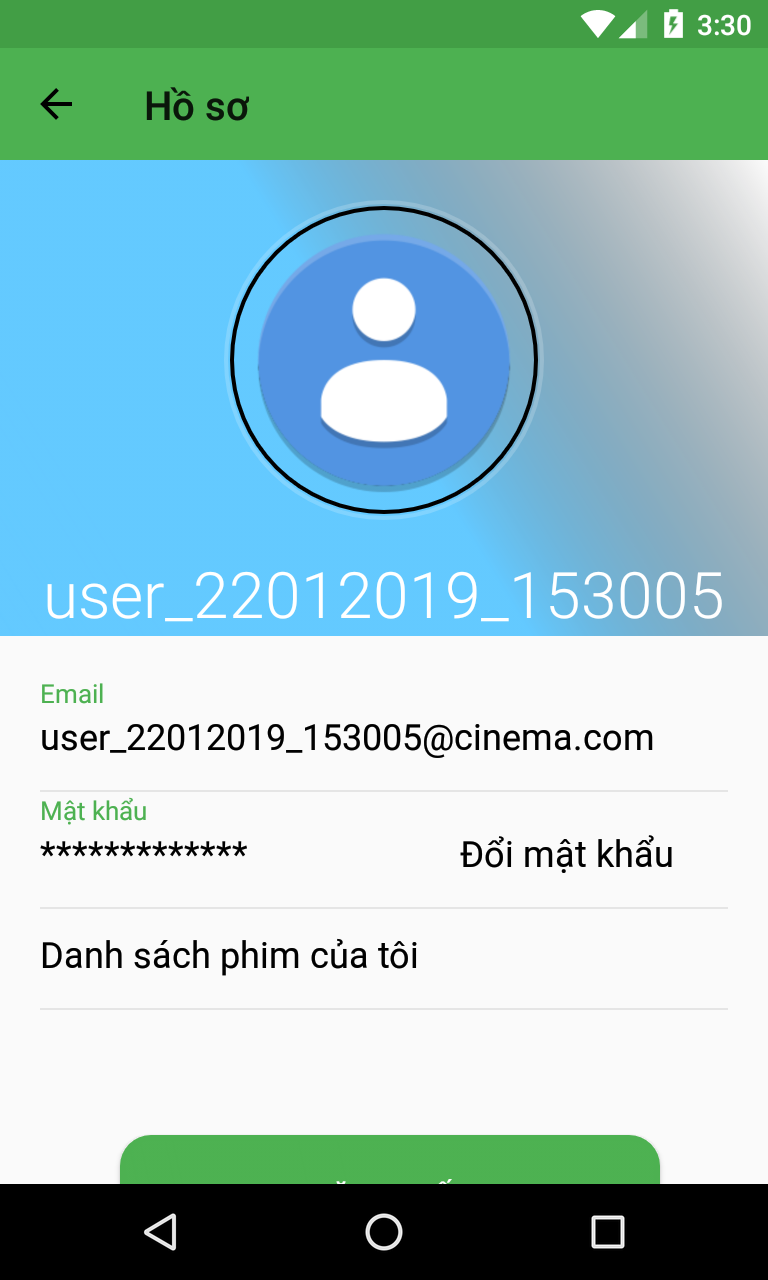 3:30
Hồ sơ
user_22012019_153005
Email
user_22012019_153005@cinema.com
Mật khẩu
*************
Đổi mật khẩu
Danh sách phim của tôi